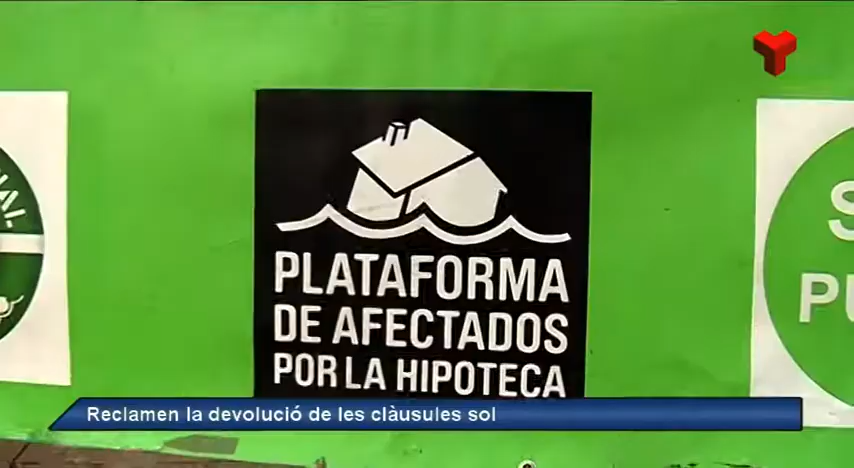 PLATAFORMA
DE AFECTADOS
POR LA HIPOTECA
Reclamen la devolució de les clàusules sol